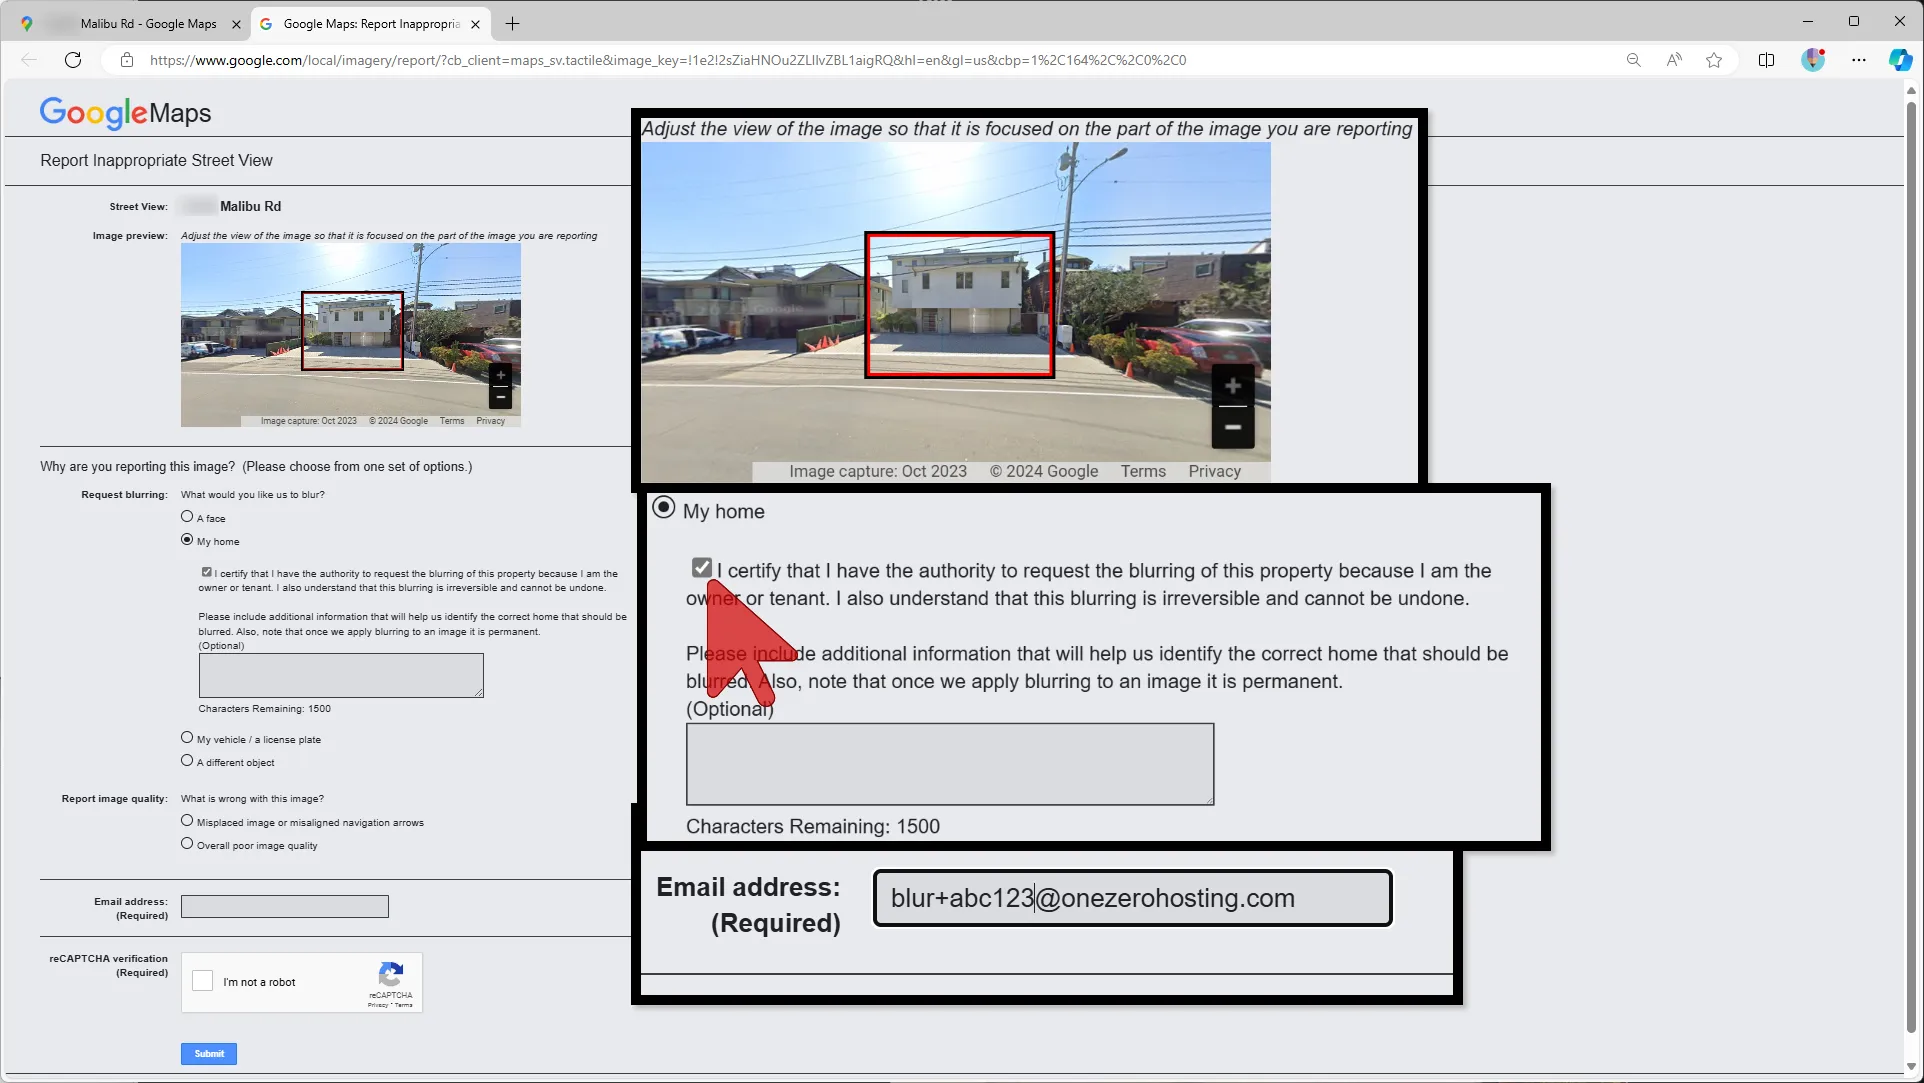 Malibu Rd - Google Maps
Google Maps: Report Inappropria
https://www.google.com/local/imagery/report/?cb_client=maps_sv.tactile&image_key=!1e2!2sZiaHNOu2ZLlIvZBL1aigRQ&hl=en&gl=us&cbp=1%2C164%2C%2C0%2C0
Google Maps
Report Inappropriate Street View
Street View: Malibu Rd
Image preview: Adjust the view of the image so that it is focused on the part of the image you are reporting
Image capture: Oct 2023 © 2024 Google Terms Privacy
Why are you reporting this image? (Please choose from one set of options.)
Request blurring: What would you like us to blur?
A face
My home
I certify that I have the authority to request the blurring of this property because I am the
owner or tenant. I also understand that this blurring is irreversible and cannot be undone.
Please include additional information that will help us identify the correct home that should be
blurred. Also, note that once we apply blurring to an image it is permanent.
(Optional)
Characters Remaining: 1500
My vehicle / a license plate
A different object
Report image quality: What is wrong with this image?
Misplaced image or misaligned navigation arrows
Overall poor image quality
Email address:
(Required)
reCAPTCHA verification
(Required)
I'm not a robot
reCAPTCHA
Privacy - Terms
Submit
Adjust the view of the image so that it is focused on the part of the image you are reporting
Google
Image capture: Oct 2023 © 2024 Google Terms Privacy
My home
I certify that I have the authority to request the blurring of this property because I am the
owner or tenant. I also understand that this blurring is irreversible and cannot be undone.
Please include additional information that will help us identify the correct home that should be
blurred. Also, note that once we apply blurring to an image it is permanent.
(Optional)
Characters Remaining: 1500
Email address:
(Required)
blur+abc123@onezerohosting.com